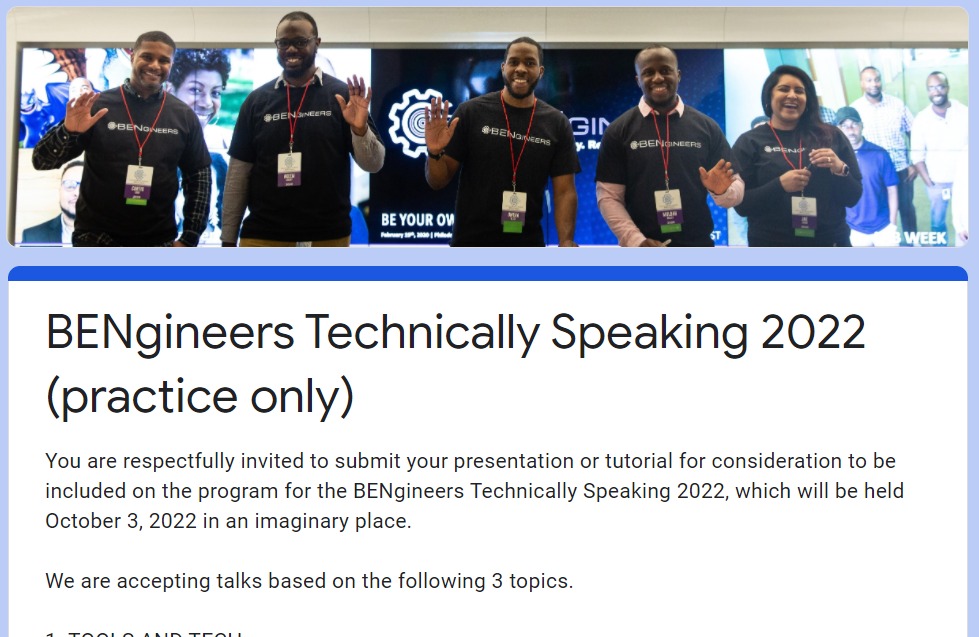 BENGINEERS
BENGINEERS
BENGINEERS
BENGINEERS
GIN
BE YOUR OW
February 28th, 2020 |
WEEK
BENgineers Technically Speaking 2022
(practice only)
You are respectfully invited to submit your presentation or tutorial for consideration to be
included on the program for the BENgineers Technically Speaking 2022, which will be held
October 3, 2022 in an imaginary place.
We are accepting talks based on the following 3 topics.
1. TOOLS AND TECH